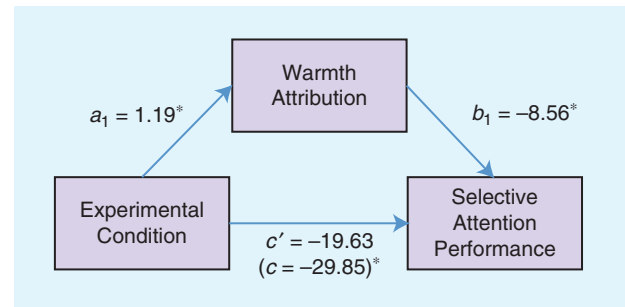 Warmth
Attribution
a₁ = 1.19*
b₁ = –8.56*
Experimental
Condition
Selective
Attention
Performance
c′ = –19.63
(c = –29.85)*